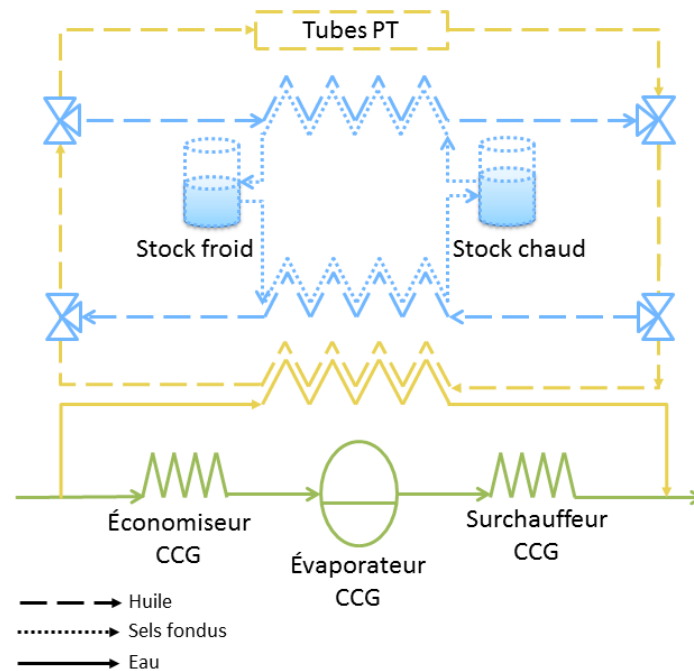 Tubes PT
Stock froid
Stock chaud
Économiseur
CCG
Évaporateur
CCG
Surchauffeur
CCG
Huile
Sels fondus
Eau